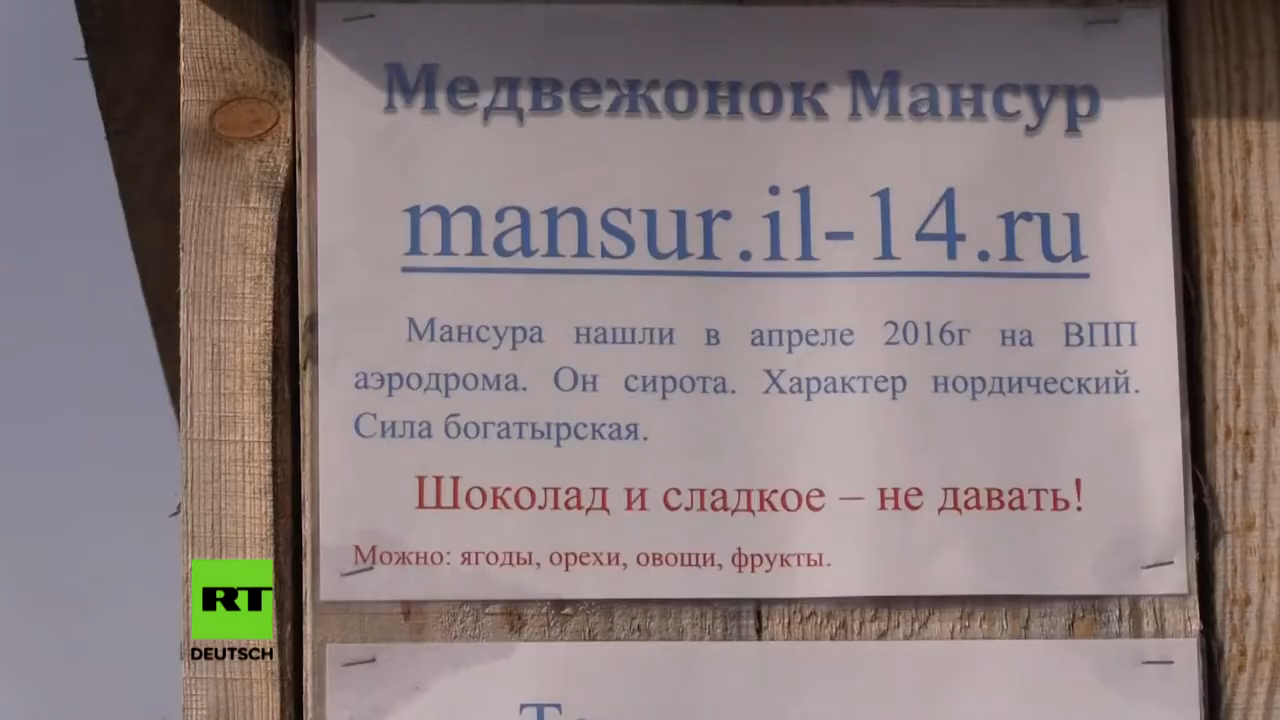 Медвежонок Мансур
mansur.il-14.ru
Мансура нашли в апреле 2016г на ВПП
аэродрома. Он сирота. Характер нордический.
Сила богатырская.
Шоколад и сладкое – не давать!
Можно: ягоды, орехи, овощи, фрукты.
RT
DEUTSCH